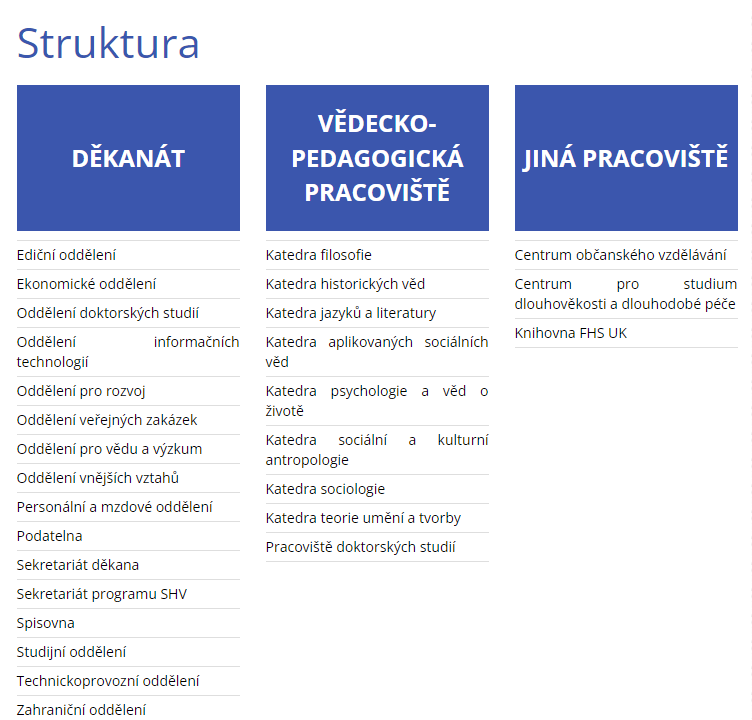 Struktura
DĚKANÁT
Ediční oddělení
Ekonomické oddělení
Oddělení doktorských studií
Oddělení informačních
technologií
Oddělení pro rozvoj
Oddělení veřejných zakázek
Oddělení pro vědu a výzkum
Oddělení vnějších vztahů
Personální a mzdové oddělení
Podatelna
Sekretariát děkana
Sekretariát programu SHV
Spisovna
Studijní oddělení
Technickoprovozní oddělení
Zahraniční oddělení
VĚDECKO-
PEDAGOGICKÁ
PRACOVIŠTĚ
Katedra filosofie
Katedra historických věd
Katedra jazyků a literatury
Katedra aplikovaných sociálních
věd
Katedra psychologie a věd o
životě
Katedra sociální a kulturní
antropologie
Katedra sociologie
Katedra teorie umění a tvorby
Pracoviště doktorských studií
JINÁ PRACOVIŠTĚ
Centrum občanského vzdělávání
Centrum pro studium
dlouhověkosti a dlouhodobé péče
Knihovna FHS UK